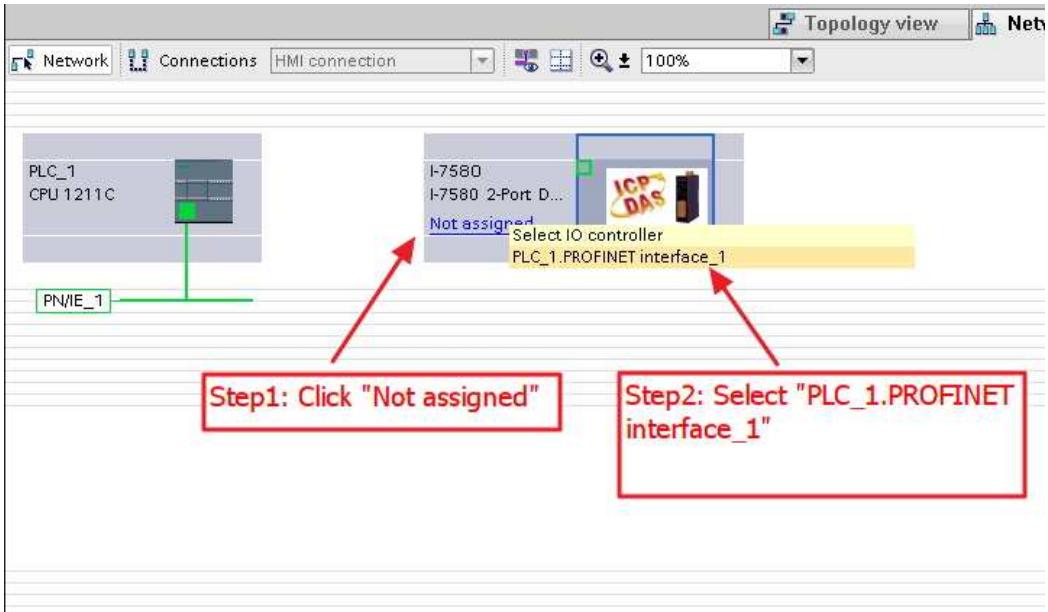 Topology view
Network Connections HMI connection 100%
PLC_1
CPU 1211C
I-7580
I-7580 2-Port D...
Not assigned
ICP DAS
Select IO controller
PLC_1.PROFINET interface_1
PN/IE_1
Step1: Click "Not assigned"
Step2: Select "PLC_1.PROFINET
interface_1"